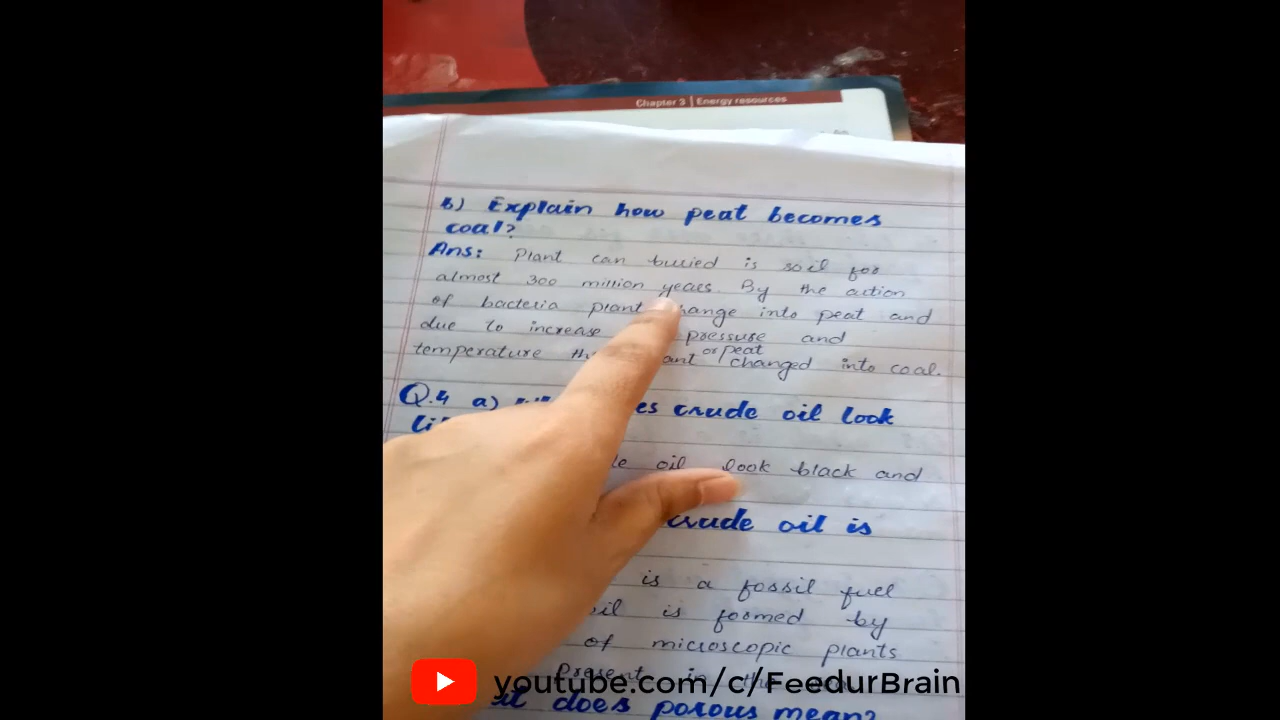 Chapter 3 | Energy resources
b) Explain how peat becomes
coal?
Ans: Plant can buried is soil for
almost 300 million years. By the action
of bacteria plant change into peat and
due to increase pressure and
temperature or peat changed into coal.
Q.4 a) crude oil look
oil look black and
crude oil is
is a fossil fuel
is formed by
of microscopic plants
present in the
youtube.com/c/FeedurBrain
does porous mean?